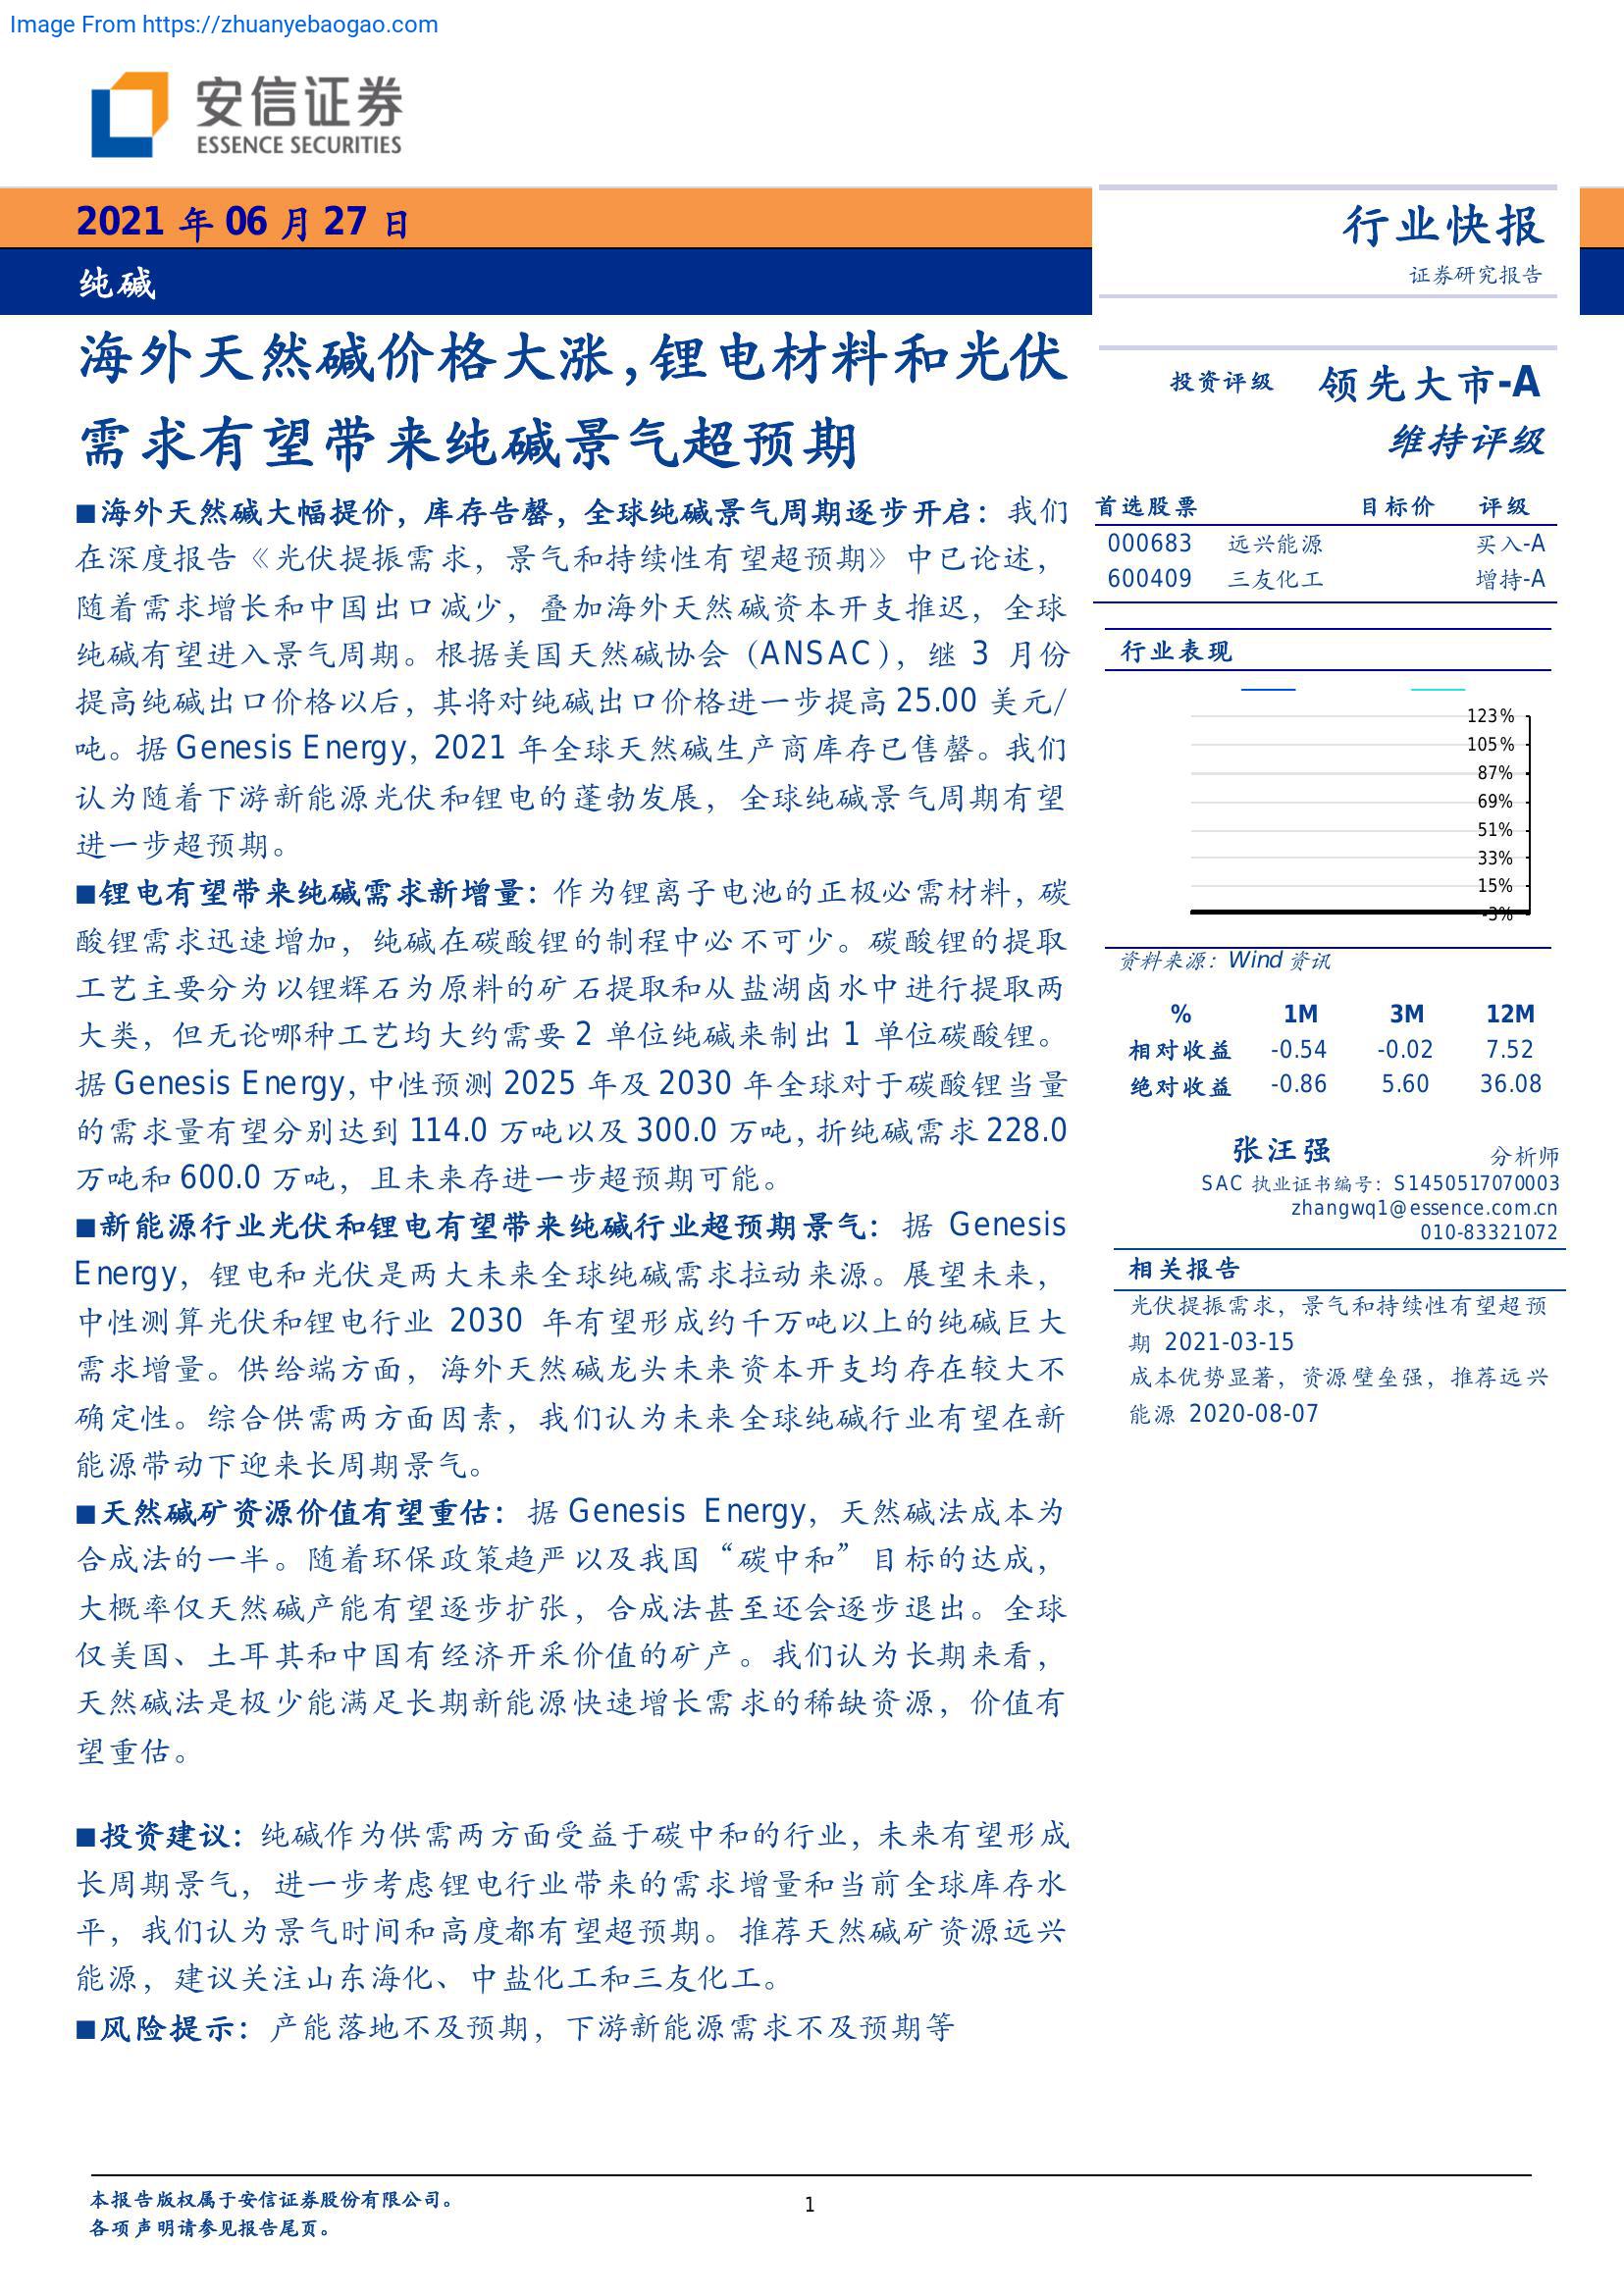 Image From https://zhuanyebaogao.com
安信证券
ESSENCE SECURITIES
2021 年 06 月 27 日
纯碱
行业快报
证券研究报告
海外天然碱价格大涨,锂电材料和光伏
需求有望带来纯碱景气超预期
■海外天然碱大幅提价，库存告罄，全球纯碱景气周期逐步开启：我们
在深度报告《光伏提振需求，景气和持续性有望超预期》中已论述，
随着需求增长和中国出口减少，叠加海外天然碱资本开支推迟，全球
纯碱有望进入景气周期。根据美国天然碱协会（ANSAC），继 3 月份
提高纯碱出口价格以后，其将对纯碱出口价格进一步提高 25.00 美元/
吨。据 Genesis Energy, 2021 年全球天然碱生产商库存已售罄。我们
认为随着下游新能源光伏和锂电的蓬勃发展，全球纯碱景气周期有望
进一步超预期。
■锂电有望带来纯碱需求新增量：作为锂离子电池的正极必需材料, 碳
酸锂需求迅速增加，纯碱在碳酸锂的制程中必不可少。碳酸锂的提取
工艺主要分为以锂辉石为原料的矿石提取和从盐湖卤水中进行提取两
大类，但无论哪种工艺均大约需要 2 单位纯碱来制出 1 单位碳酸锂。
据 Genesis Energy, 中性预测 2025 年及 2030 年全球对于碳酸锂当量
的需求量有望分别达到 114.0 万吨以及 300.0 万吨, 折纯碱需求 228.0
万吨和 600.0 万吨，且未来存进一步超预期可能。
■新能源行业光伏和锂电有望带来纯碱行业超预期景气：据 Genesis
Energy，锂电和光伏是两大未来全球纯碱需求拉动来源。展望未来，
中性测算光伏和锂电行业 2030 年有望形成约千万吨以上的纯碱巨大
需求增量。供给端方面，海外天然碱龙头未来资本开支均存在较大不
确定性。综合供需两方面因素，我们认为未来全球纯碱行业有望在新
能源带动下迎来长周期景气。
■天然碱矿资源价值有望重估：据 Genesis Energy，天然碱法成本为
合成法的一半。随着环保政策趋严以及我国“碳中和”目标的达成，
大概率仅天然碱产能有望逐步扩张，合成法甚至还会逐步退出。全球
仅美国、土耳其和中国有经济开采价值的矿产。我们认为长期来看，
天然碱法是极少能满足长期新能源快速增长需求的稀缺资源，价值有
望重估。
■投资建议：纯碱作为供需两方面受益于碳中和的行业, 未来有望形成
长周期景气，进一步考虑锂电行业带来的需求增量和当前全球库存水
平，我们认为景气时间和高度都有望超预期。推荐天然碱矿资源远兴
能源，建议关注山东海化、中盐化工和三友化工。
■风险提示：产能落地不及预期，下游新能源需求不及预期等
投资评级 领先大市-A
维持评级
首选股票 目标价 评级
000683 远兴能源 买入-A
600409 三友化工 增持-A
行业表现
123%
105%
87%
69%
51%
33%
15%
-3%
资料来源：Wind 资讯
% 1M 3M 12M
相对收益 -0.54 -0.02 7.52
绝对收益 -0.86 5.60 36.08
张汪强 分析师
SAC 执业证书编号：S1450517070003
zhangwq1@essence.com.cn
010-83321072
相关报告
光伏提振需求，景气和持续性有望超预
期 2021-03-15
成本优势显著，资源壁垒强，推荐远兴
能源 2020-08-07
本报告版权属于安信证券股份有限公司。
各项声明请参见报告尾页。
1